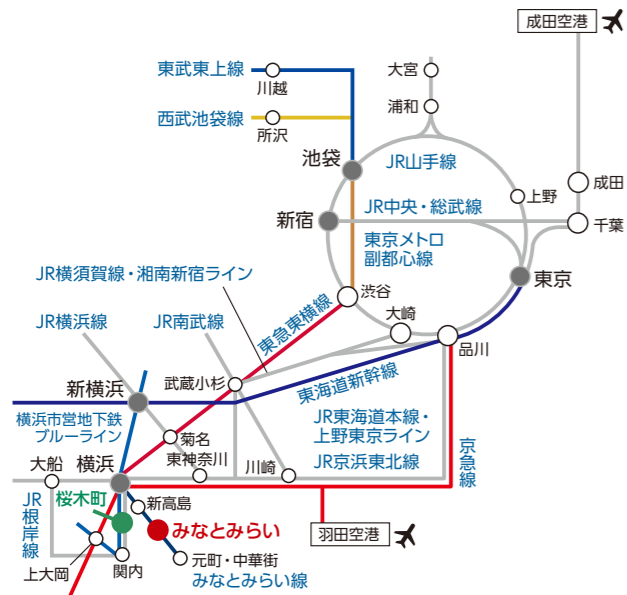 成田空港
東武東上線
川越
大宮
西武池袋線
所沢
浦和
池袋
JR山手線
成田
上野
新宿
JR中央・総武線
千葉
東京メトロ
副都心線
東京
JR横須賀線・湘南新宿ライン
渋谷
大崎
品川
JR横浜線
JR南武線
東急東横線
武蔵小杉
東海道新幹線
新横浜
横浜市営地下鉄
ブルーライン
菊名
JR東海道本線・
上野東京ライン
JR京浜東北線
京急線
大船
横浜
東神奈川
川崎
桜木町
新高島
みなとみらい
羽田空港
JR根岸線
上大岡
関内
元町・中華街
みなとみらい線